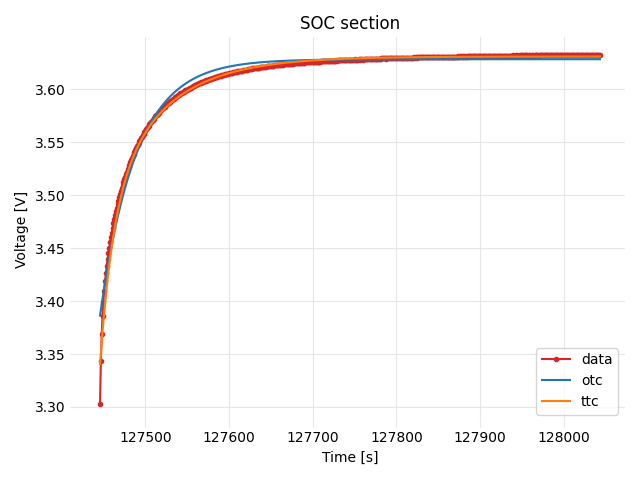 SOC section
3.60
3.55
3.50
3.45
3.40
3.35
3.30
Voltage [V]
127500 127600 127700 127800 127900 128000
Time [s]
data
otc
ttc